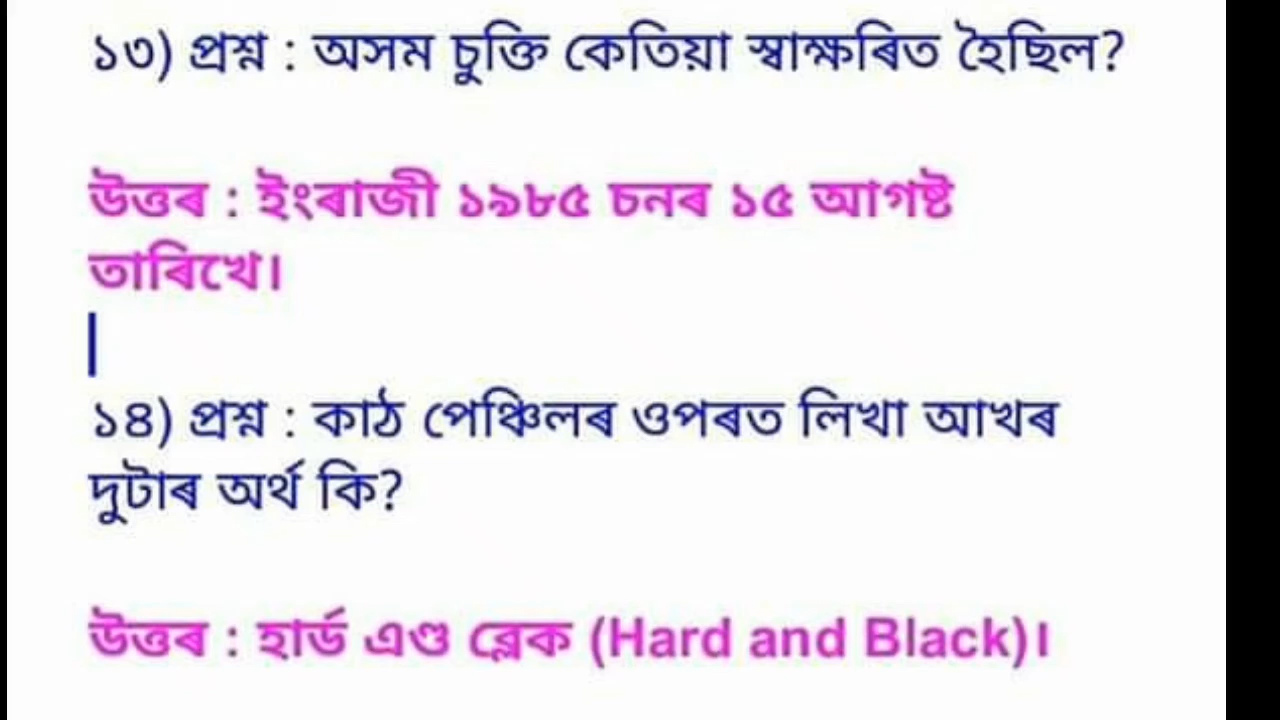 ১৩) প্ৰশ্ন : অসম চুক্তি কেতিয়া স্বাক্ষৰিত হৈছিল?
উত্তৰ : ইংৰাজী ১৯৮৫ চনৰ ১৫ আগষ্ট
তাৰিখে।
১৪) প্ৰশ্ন : কাঠ পেঞ্চিলৰ ওপৰত লিখা আখৰ
দুটাৰ অৰ্থ কি?
উত্তৰ : হাৰ্ড এণ্ড ব্লেক (Hard and Black)।